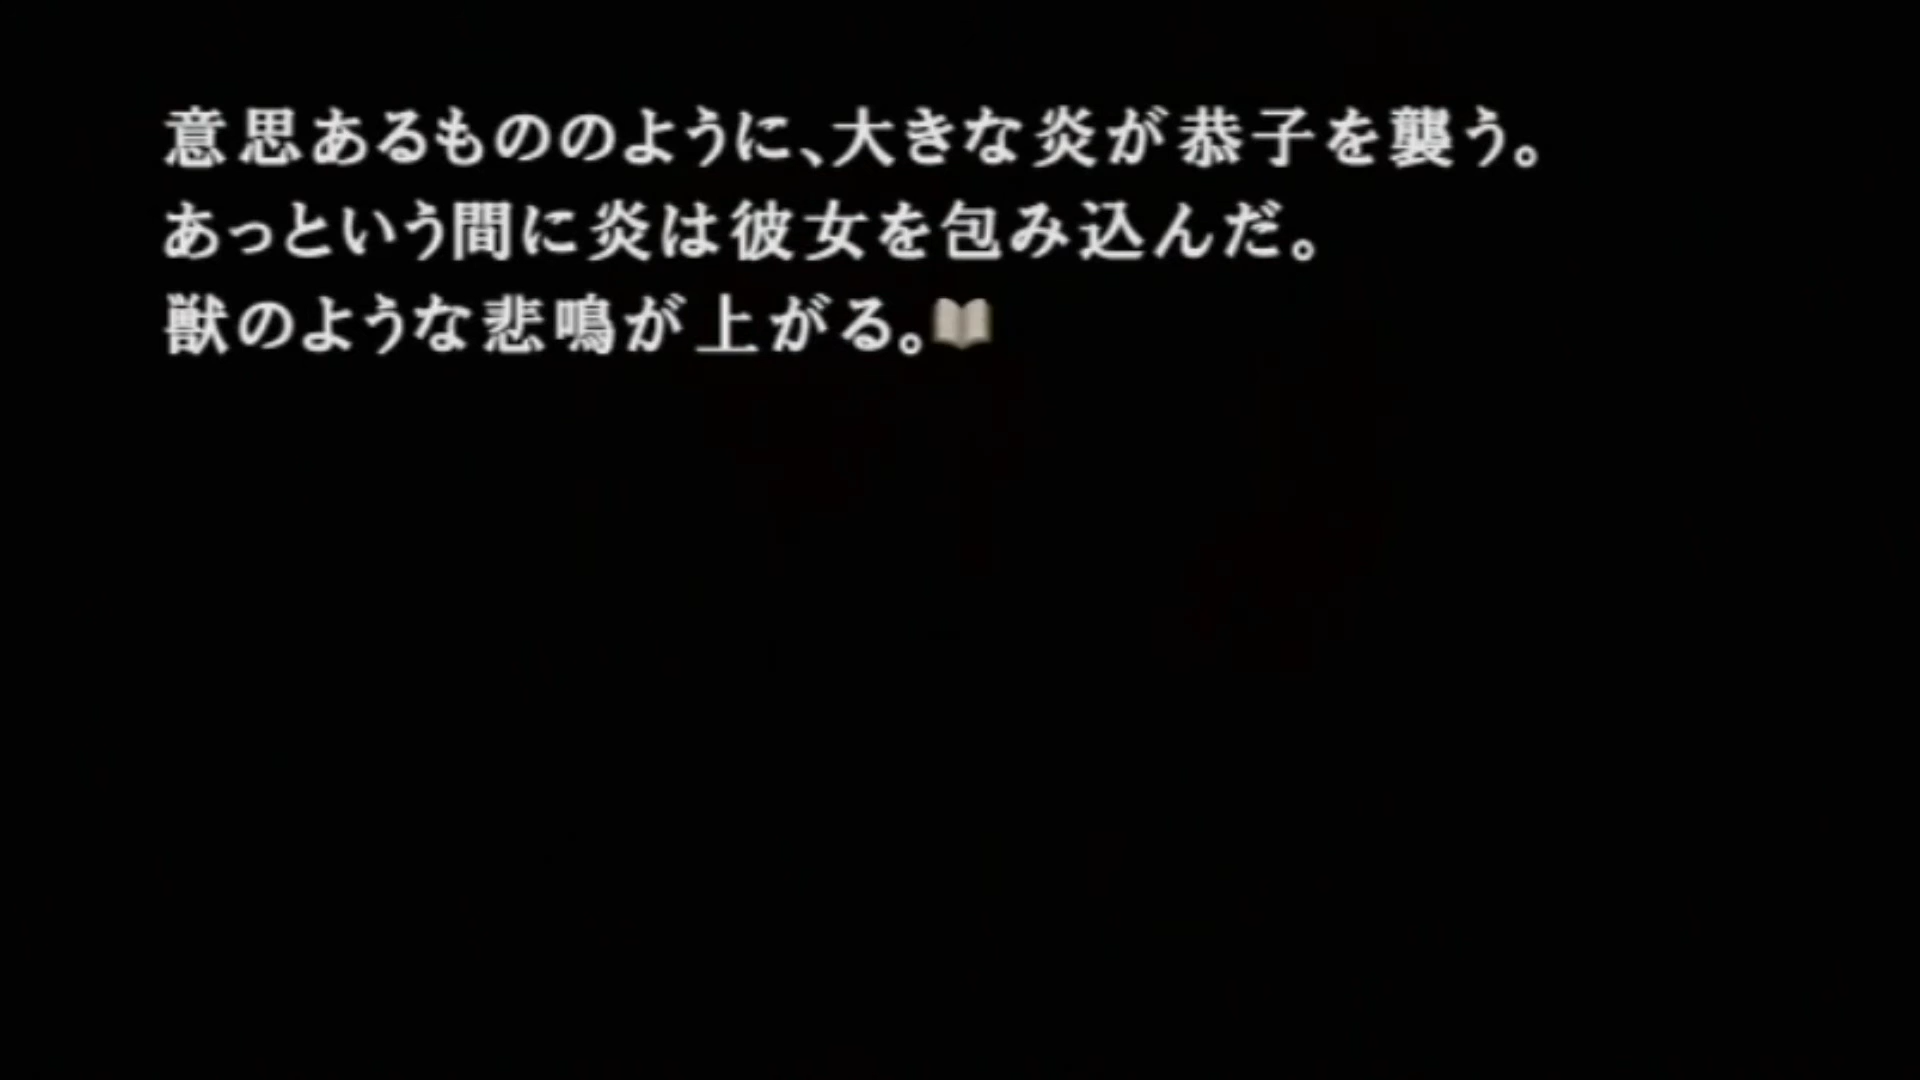 意思あるもののように、大きな炎が恭子を襲う。
あっという間に炎は彼女を包み込んだ。
獣のような悲鳴が上がる。